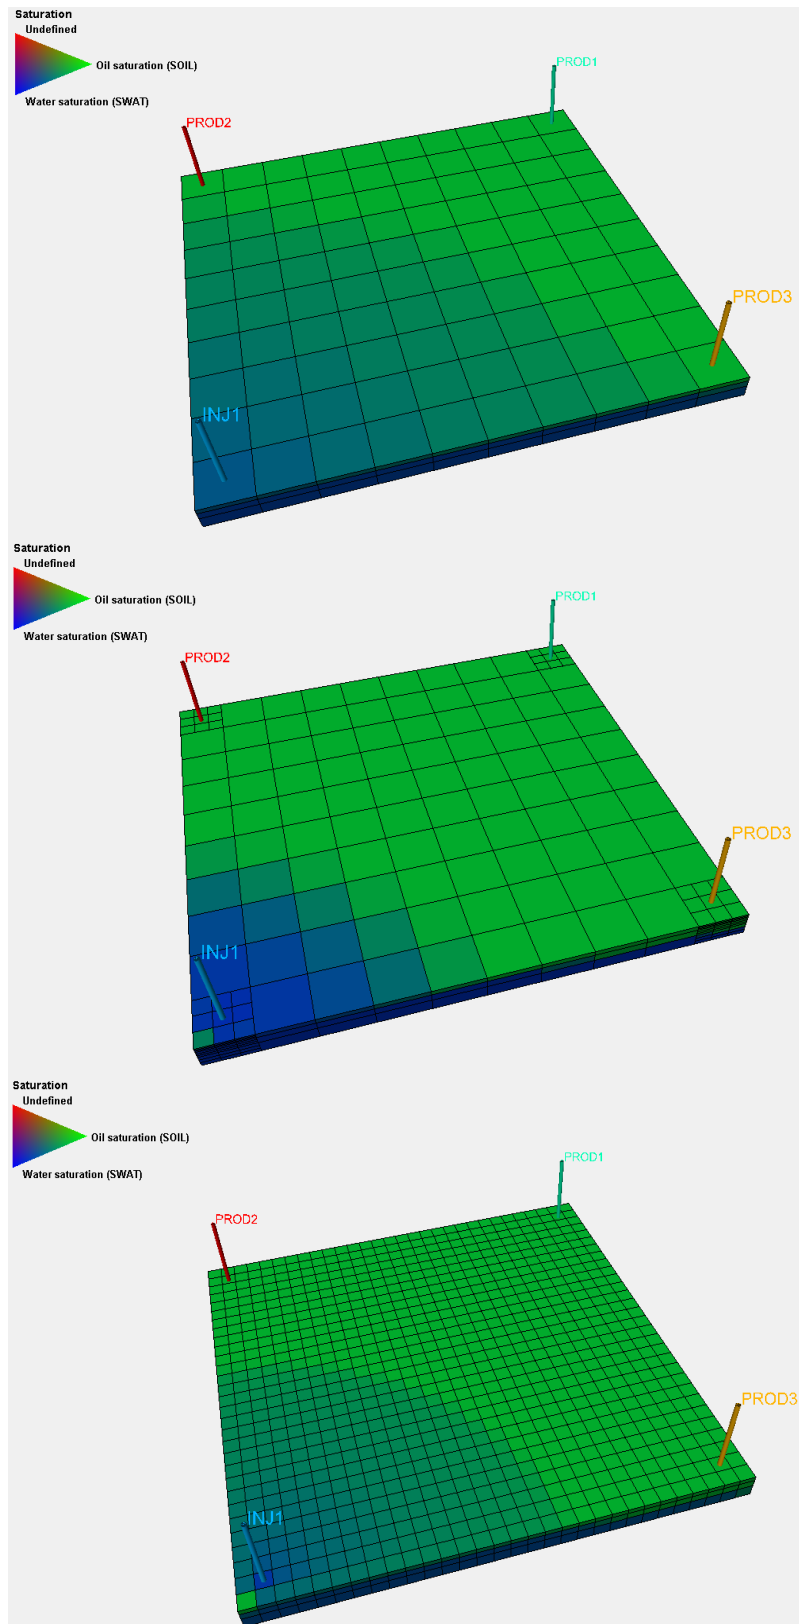 Saturation
Undefined
Oil saturation (SOIL)
Water saturation (SWAT)
PROD1
PROD2
PROD3
INJ1
Saturation
Undefined
Oil saturation (SOIL)
Water saturation (SWAT)
PROD1
PROD2
PROD3
INJ1
Saturation
Undefined
Oil saturation (SOIL)
Water saturation (SWAT)
PROD1
PROD2
PROD3
INJ1